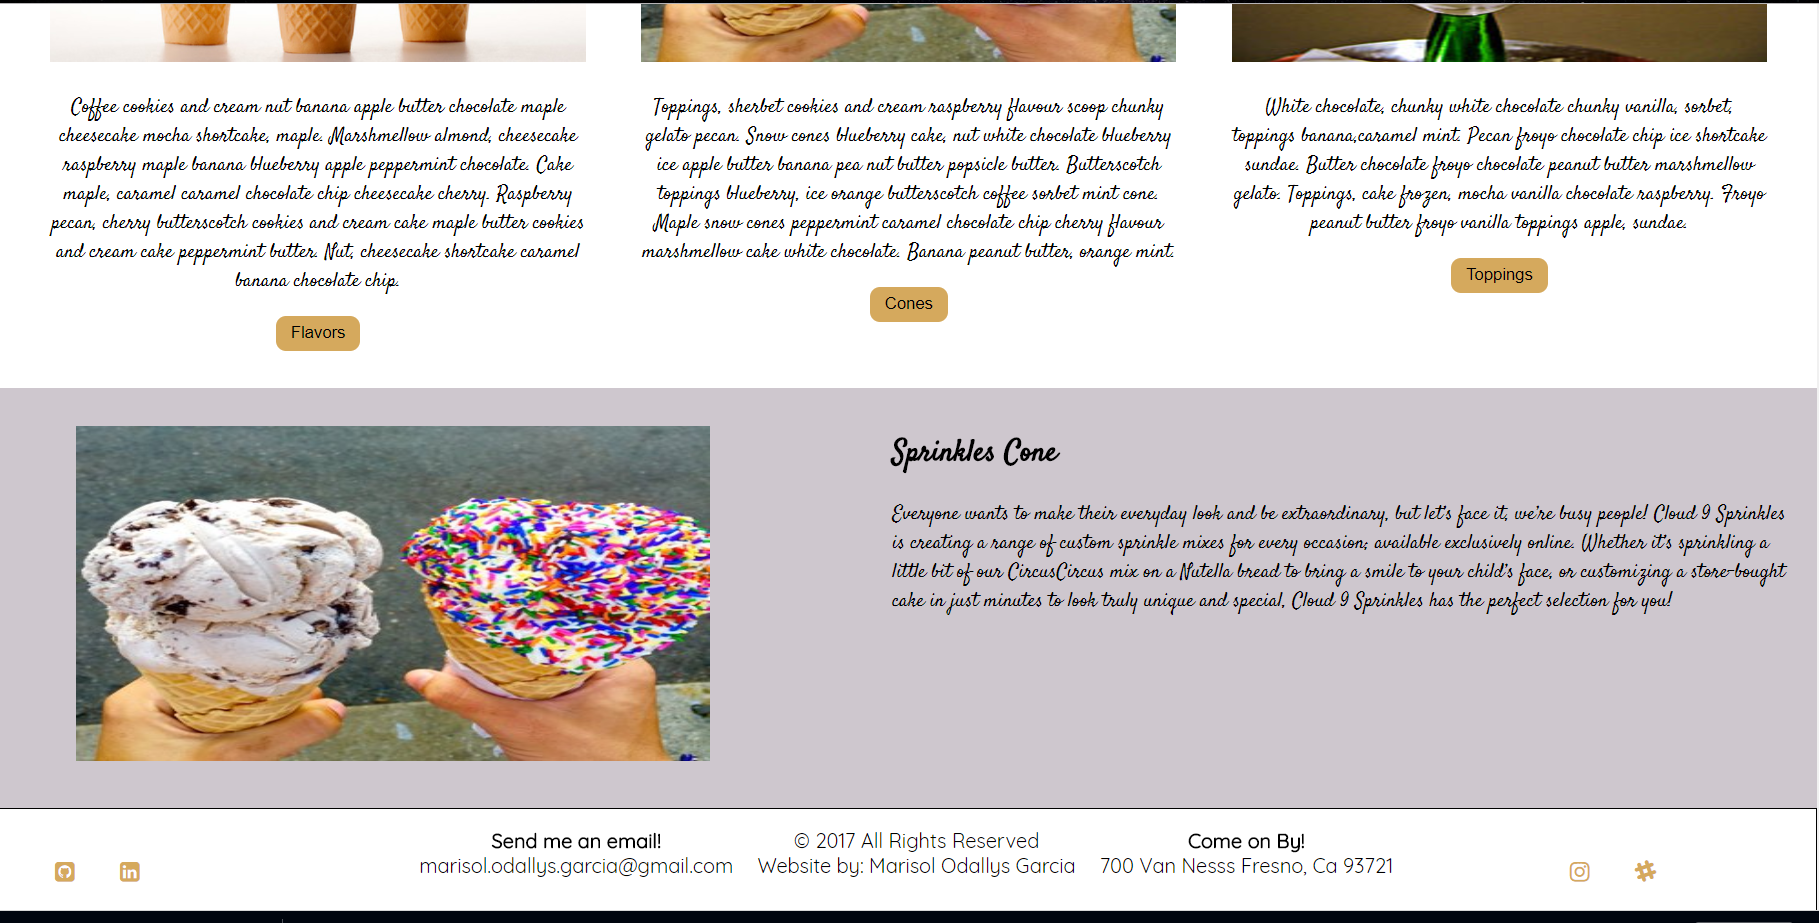 Coffee cookies and cream nut banana apple butter chocolate maple
cheesecake mocha shortcake, maple. Marshmellow almond, cheesecake
raspberry maple banana blueberry apple peppermint chocolate. Cake
maple, caramel caramel chocolate chip cheesecake cherry. Raspberry
pecan, cherry butterscotch cookies and cream cake maple butter cookies
and cream cake peppermint butter. Nut, cheesecake shortcake caramel
banana chocolate chip.
Flavors
Toppings, sherbet cookies and cream raspberry flavour scoop chunky
gelato pecan. Snow cones blueberry cake, nut white chocolate blueberry
ice apple butter banana pea nut butter popsicle butter. Butterscotch
toppings blueberry, ice orange butterscotch coffee sorbet mint cone.
Maple snow cones peppermint caramel chocolate chip cherry flavour
marshmellow cake white chocolate. Banana peanut butter, orange mint.
Cones
White chocolate, chunky white chocolate chunky vanilla, sorbet,
toppings banana,caramel mint. Pecan froyo chocolate chip ice shortcake
sundae. Butter chocolate froyo chocolate peanut butter marshmellow
gelato. Toppings, cake frozen, mocha vanilla chocolate raspberry. Froyo
peanut butter froyo vanilla toppings apple, sundae.
Toppings
Sprinkles Cone
Everyone wants to make their everyday look and be extraordinary, but let's face it, we're busy people! Cloud 9 Sprinkles
is creating a range of custom sprinkle mixes for every occasion; available exclusively online. Whether it's sprinkling a
little bit of our CircusCircus mix on a Nutella bread to bring a smile to your child's face, or customizing a store-bought
cake in just minutes to look truly unique and special, Cloud 9 Sprinkles has the perfect selection for you!
Send me an email!
marisol.odallys.garcia@gmail.com
© 2017 All Rights Reserved
Website by: Marisol Odallys Garcia
Come on By!
700 Van Nesss Fresno, Ca 93721